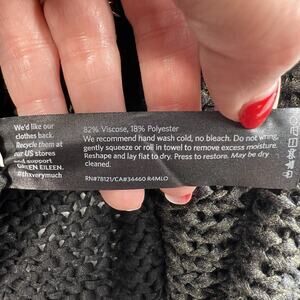 We'd like our
clothes back.
Recycle them at
our US stores
and support
GREEN EILEEN.
#thxverymuch
82% Viscose, 18% Polyester
We recommend hand wash cold, no bleach. Do not wring,
gently squeeze or roll in towel to remove excess moisture.
Reshape and lay flat to dry. Press to restore. May be dry
cleaned.
RN#78121/CA#34460 R4MLO